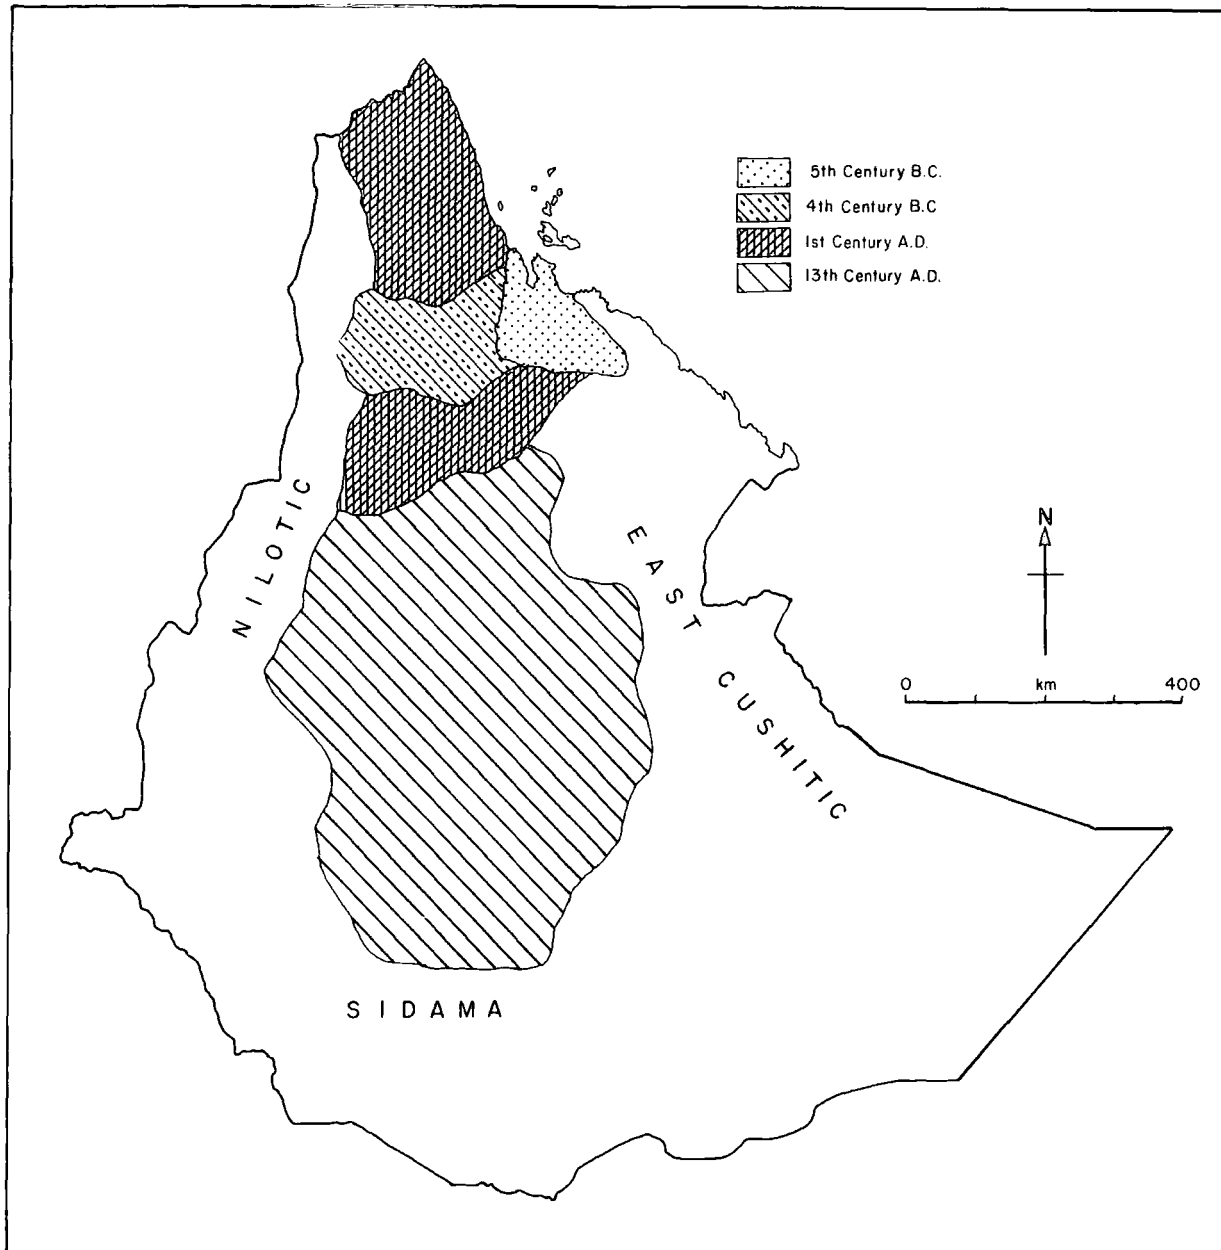 5th Century B.C.
4th Century B.C
1st Century A.D.
13th Century A.D.
N
0 km 400
NILOTIC
EAST CUSHITIC
SIDAMA